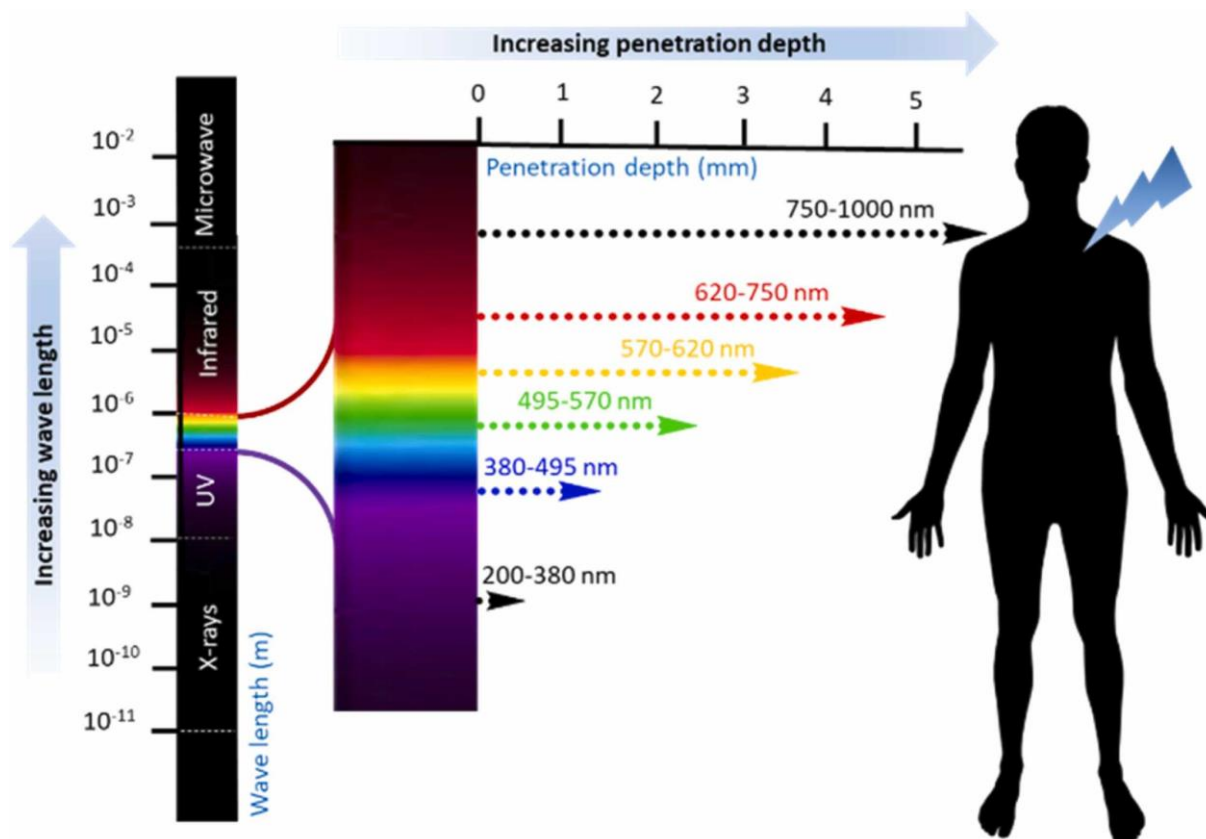 Increasing penetration depth
0 1 2 3 4 5
Penetration depth (mm)
750-1000 nm
620-750 nm
570-620 nm
495-570 nm
380-495 nm
200-380 nm
Increasing wave length
10⁻²
10⁻³
10⁻⁴
10⁻⁵
10⁻⁶
10⁻⁷
10⁻⁸
10⁻⁹
10⁻¹⁰
10⁻¹¹
Microwave
Infrared
UV
X-rays
Wave length (m)